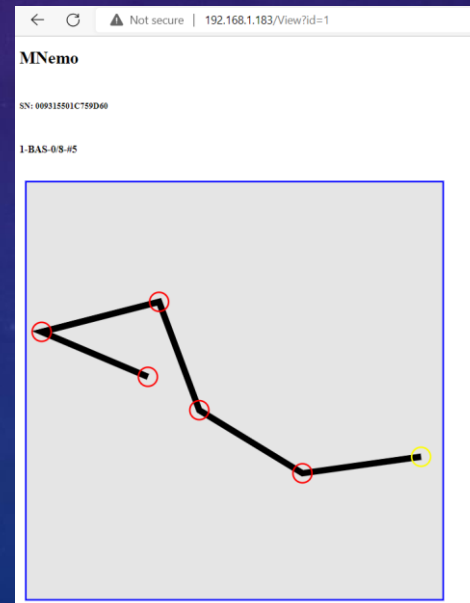 Not secure | 192.168.1.183/View?id=1
MNemo
SN: 009315501C759D60
1-BAS-0/8-#5